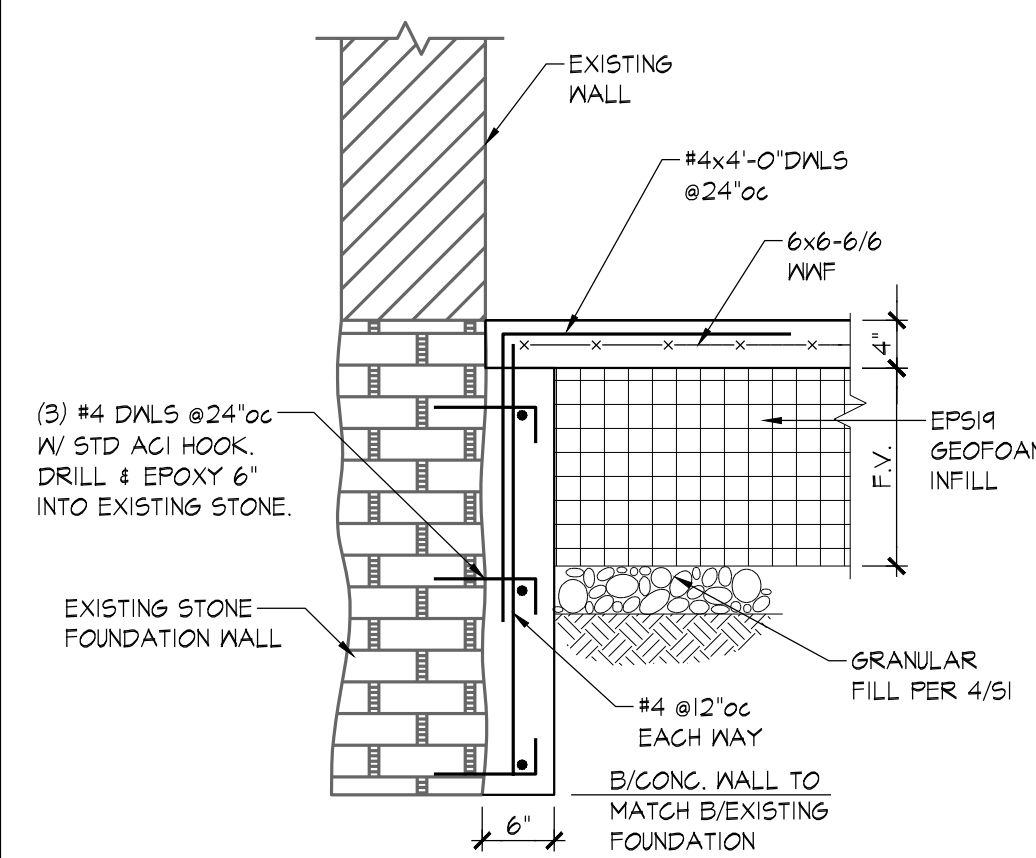 EXISTING
WALL
#4x4'-0"DWLS
@24"oc
6x6-6/6
WWF
4"
(3) #4 DWLS @24"oc
W/ STD ACI HOOK.
DRILL & EPOXY 6"
INTO EXISTING STONE.
F.V.
EPS19
GEOFOAM
INFILL
EXISTING STONE
FOUNDATION WALL
GRANULAR
FILL PER 4/S1
#4 @12"oc
EACH WAY
B/CONC. WALL TO
MATCH B/EXISTING
FOUNDATION
6"